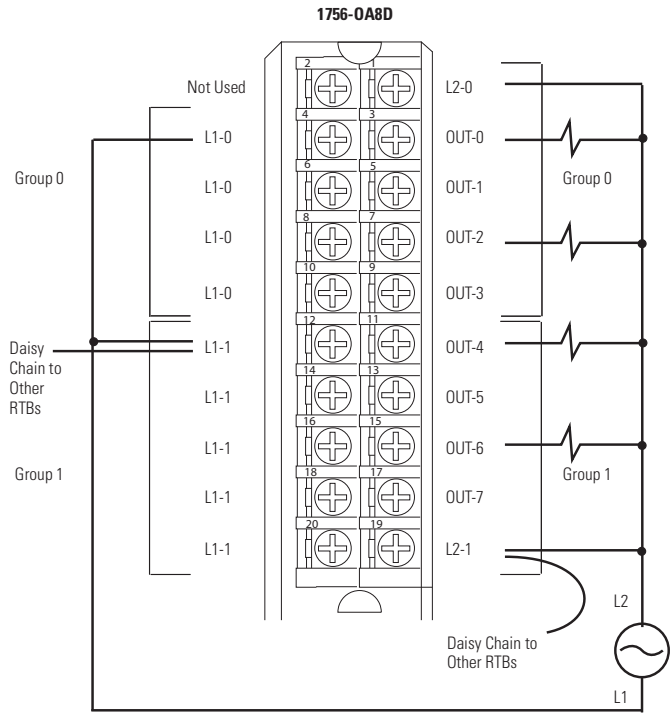 1756-OA8D
2 1
Not Used L2-0
4 3
L1-0 OUT-0
6 5
Group 0 L1-0 OUT-1 Group 0
8 7
L1-0 OUT-2
10 9
L1-0 OUT-3
12 11
Daisy
Chain to
Other
RTBs
L1-1 OUT-4
14 13
L1-1 OUT-5
16 15
L1-1 OUT-6
Group 1 Group 1
18 17
L1-1 OUT-7
20 19
L1-1 L2-1
L2
Daisy Chain to
Other RTBs
L1